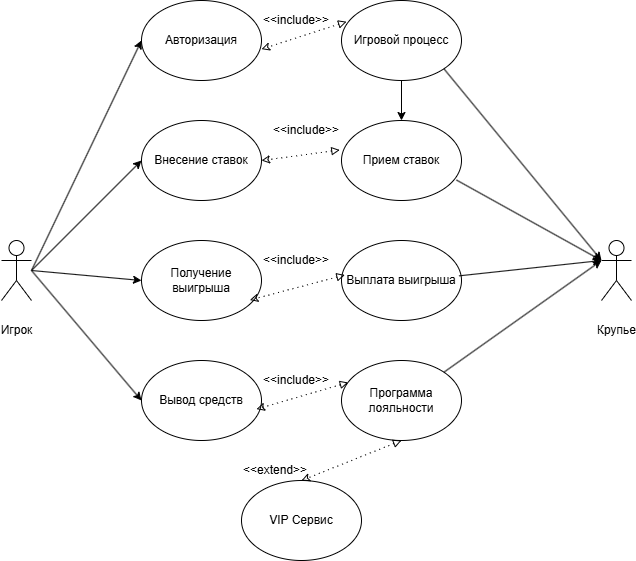 <<include>>
Авторизация
Игровой процесс
<<include>>
Внесение ставок
Прием ставок
<<include>>
Получение
выигрыша
Выплата выигрыша
Игрок
Крупье
<<include>>
Вывод средств
Программа
лояльности
<<extend>>
VIP Сервис